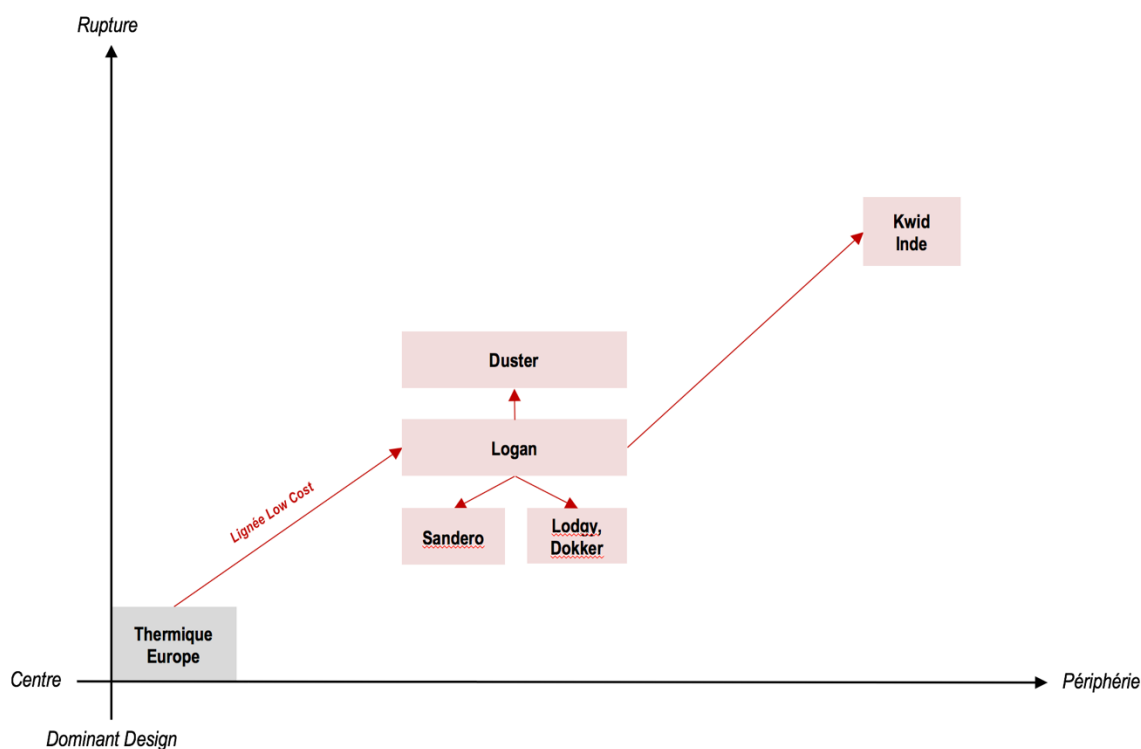 Rupture
Kwid
Inde
Duster
Logan
Lignée Low Cost
Sandero
Lodgy,
Dokker
Thermique
Europe
Centre
Périphérie
Dominant Design